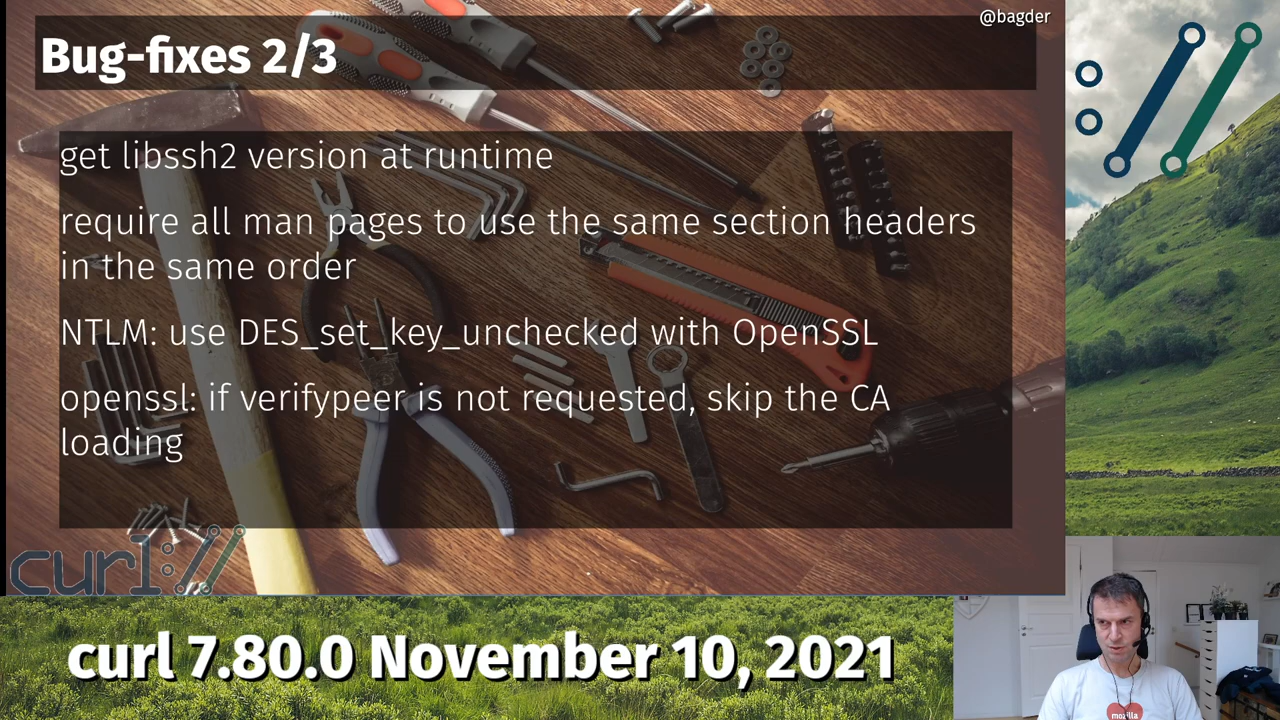 @bagder
Bug-fixes 2/3
get libssh2 version at runtime
require all man pages to use the same section headers
in the same order
NTLM: use DES_set_key_unchecked with OpenSSL
openssl: if verifypeer is not requested, skip the CA
loading
curl://
curl 7.80.0 November 10, 2021
mozilla